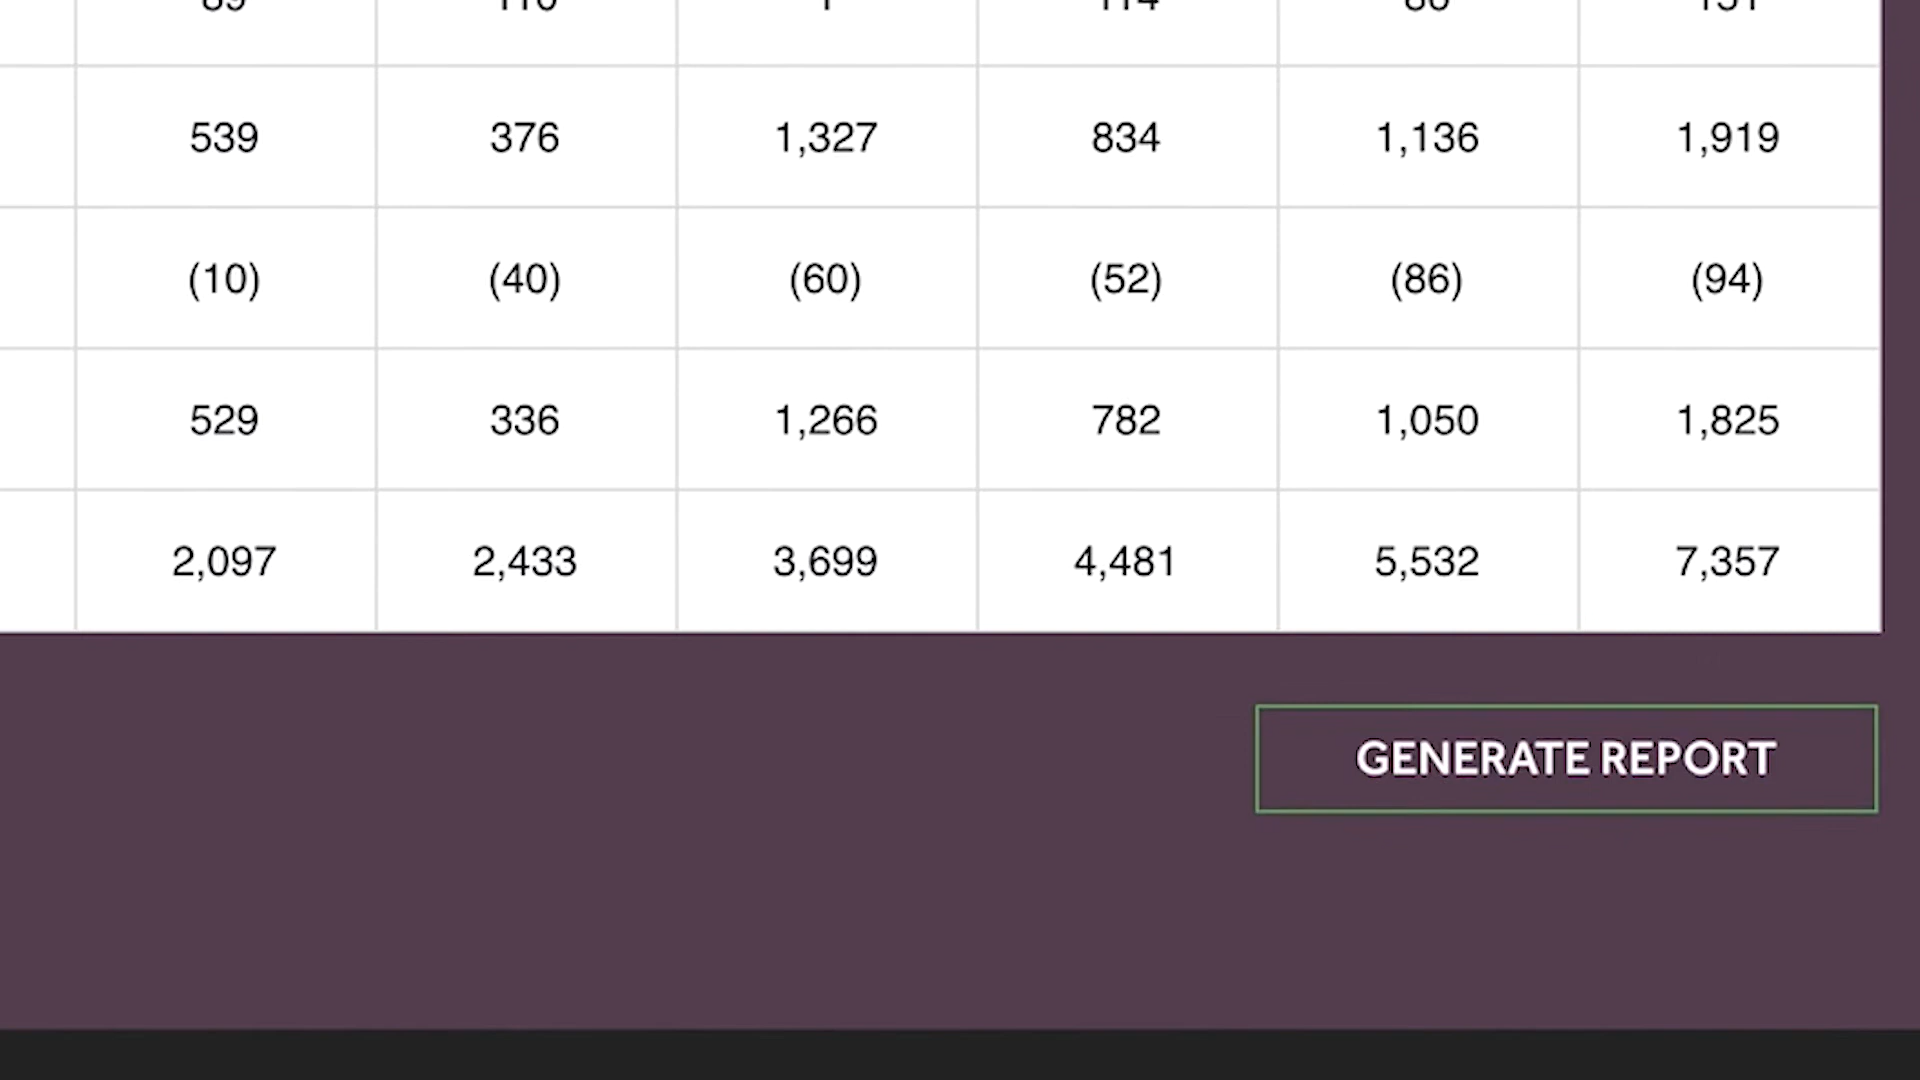 539 376 1,327 834 1,136 1,919
(10) (40) (60) (52) (86) (94)
529 336 1,266 782 1,050 1,825
2,097 2,433 3,699 4,481 5,532 7,357
GENERATE REPORT